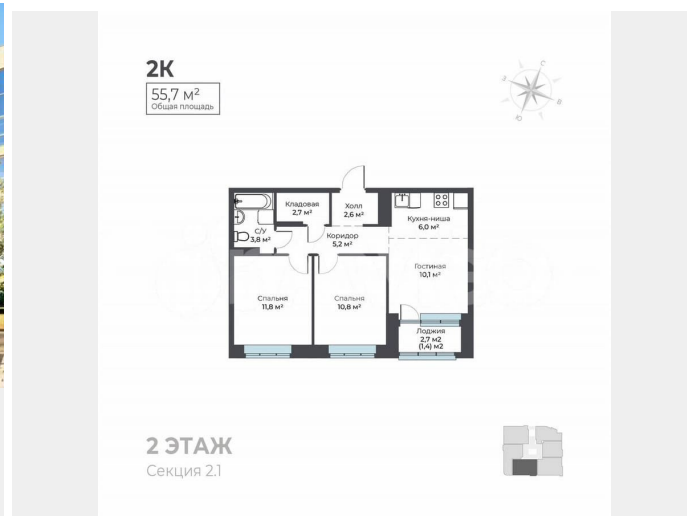 2К
55,7 м²
Общая площадь
С
З
В
Ю
Кладовая
2,7 м²
Холл
2,6 м²
Кухня-ниша
6,0 м²
С/У
3,8 м²
Коридор
5,2 м²
Гостиная
10,1 м²
Спальня
11,8 м²
Спальня
10,8 м²
Лоджия
2,7 м2
(1,4) м2
2 ЭТАЖ
Секция 2.1